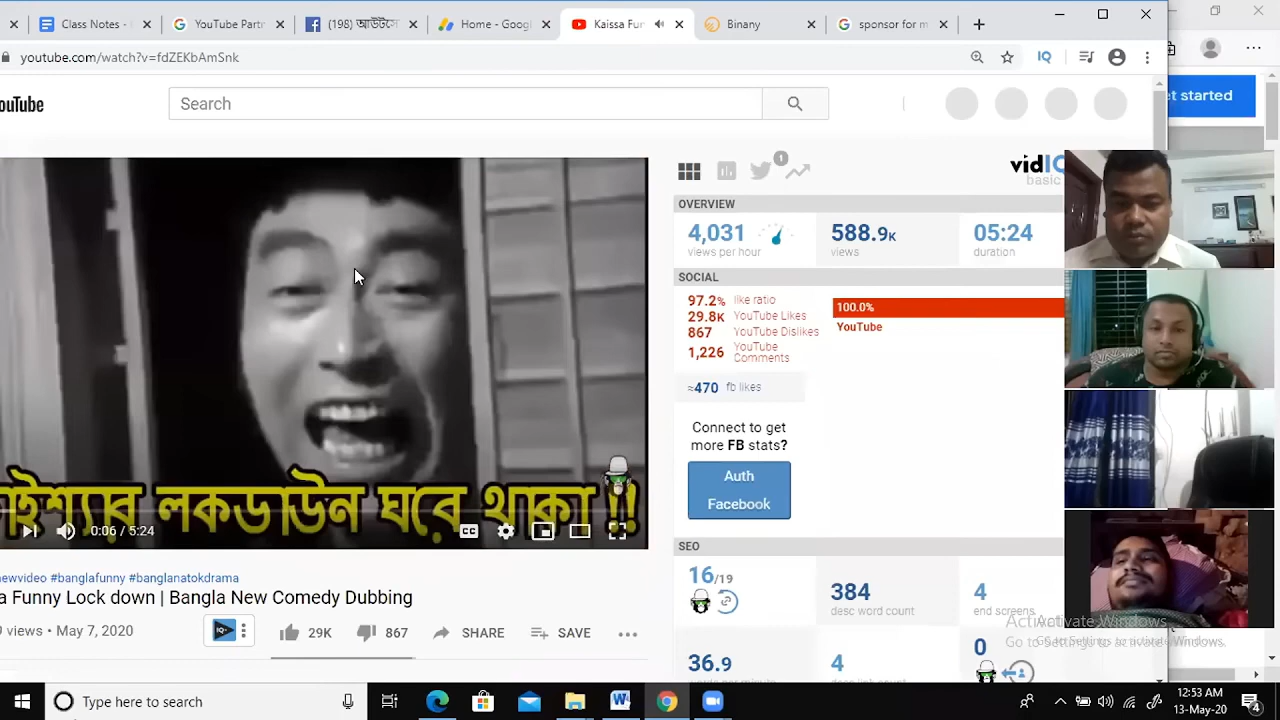 Class Notes -
YouTube Partn
(198) আউটসো
Home - Googl
Kaissa Fur
Binany
sponsor for m
youtube.com/watch?v=fdZEKbAmSnk
IQ
ouTube
Search
et started
1
vidIQ
basic
OVERVIEW
4,031
views per hour
588.9K
views
05:24
duration
SOCIAL
97.2% like ratio
29.8K YouTube Likes
867 YouTube Dislikes
1,226 YouTube Comments
100.0%
YouTube
≈470 fb likes
Connect to get
more FB stats?
Auth
Facebook
লকডাউন ঘরে থাকা !!
0:06 / 5:24
CC
SEO
16/19
384
desc word count
4
end screens
0
36.9
4
newvideo #banglafunny #banglanatokdrama
a Funny Lock down | Bangla New Comedy Dubbing
9 views • May 7, 2020
29K
867
SHARE
SAVE
Activate Windows
Go to Settings to activate Windows.
Type here to search
12:53 AM
13-May-20
4